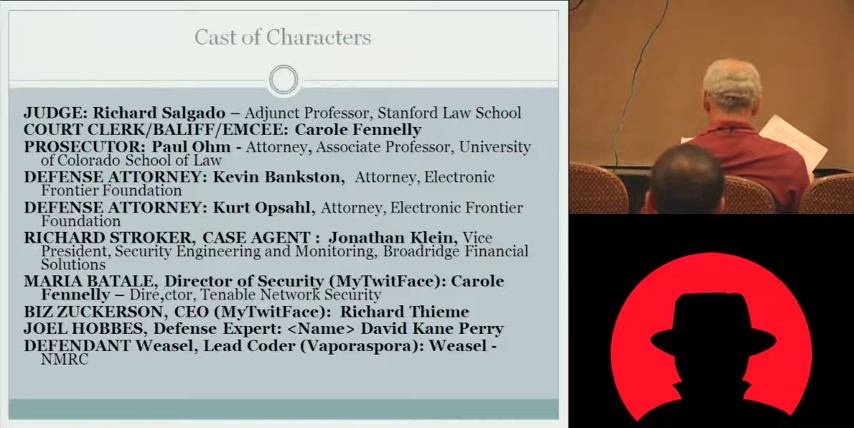 Cast of Characters
JUDGE: Richard Salgado – Adjunct Professor, Stanford Law School
COURT CLERK/BALIFF/EMCEE: Carole Fennelly
PROSECUTOR: Paul Ohm - Attorney, Associate Professor, University
of Colorado School of Law
DEFENSE ATTORNEY: Kevin Bankston, Attorney, Electronic
Frontier Foundation
DEFENSE ATTORNEY: Kurt Opsahl, Attorney, Electronic Frontier
Foundation
RICHARD STROKER, CASE AGENT : Jonathan Klein, Vice
President, Security Engineering and Monitoring, Broadridge Financial
Solutions
MARIA BATALE, Director of Security (MyTwitFace): Carole
Fennelly – Dire,ctor, Tenable Network Security
BIZ ZUCKERSON, CEO (MyTwitFace): Richard Thieme
JOEL HOBBES, Defense Expert: <Name> David Kane Perry
DEFENDANT Weasel, Lead Coder (Vaporaspora): Weasel -
NMRC